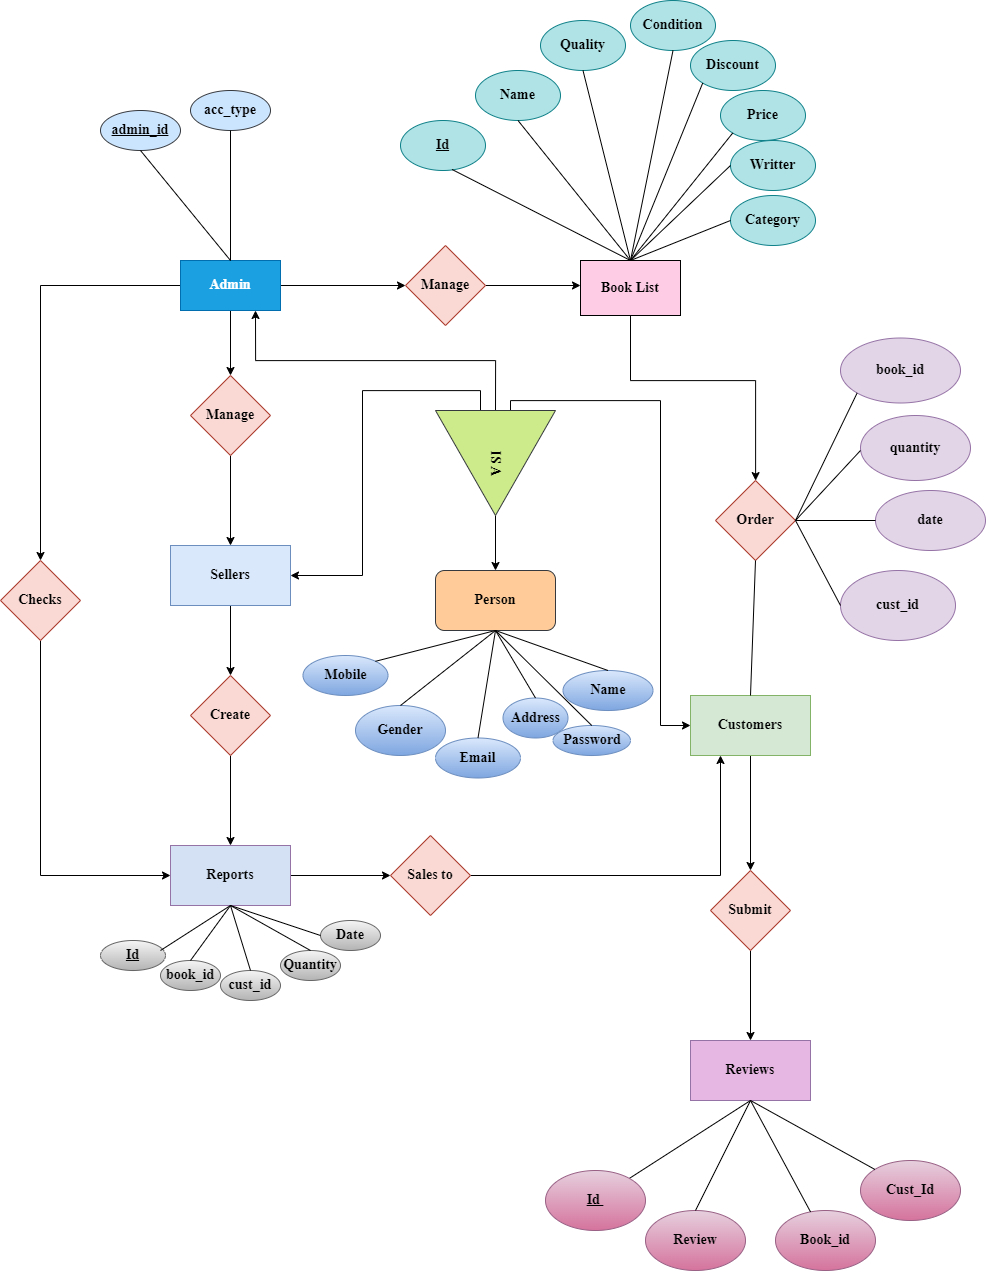 Condition
Quality
Discount
Name
acc_type
Price
admin_id
Id
Writter
Category
Admin
Manage
Book List
book_id
Manage
quantity
ISA
Order
date
Sellers
Checks
Person
cust_id
Mobile
Name
Create
Gender
Address
Customers
Password
Email
Reports
Sales to
Submit
Date
Id
Quantity
book_id
cust_id
Reviews
Cust_Id
Id
Review
Book_id